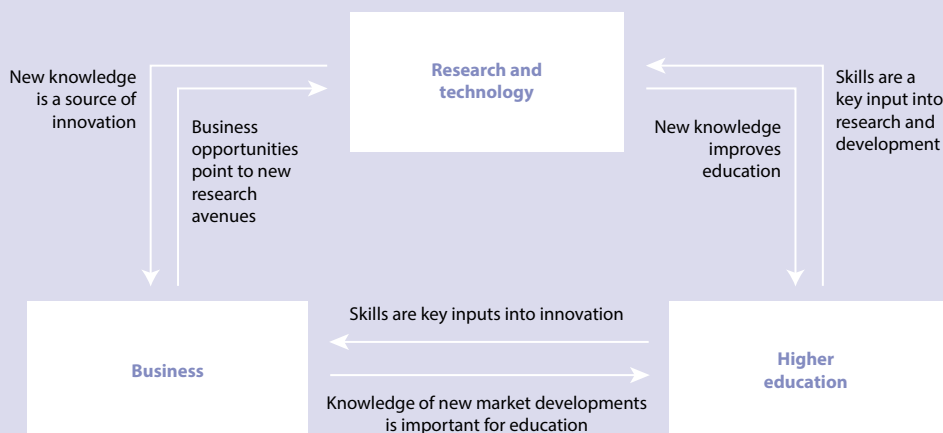 Research and
technology
New knowledge
is a source of
innovation
Business
opportunities
point to new
research
avenues
New knowledge
improves
education
Skills are a
key input into
research and
development
Skills are key inputs into innovation
Business
Higher
education
Knowledge of new market developments
is important for education